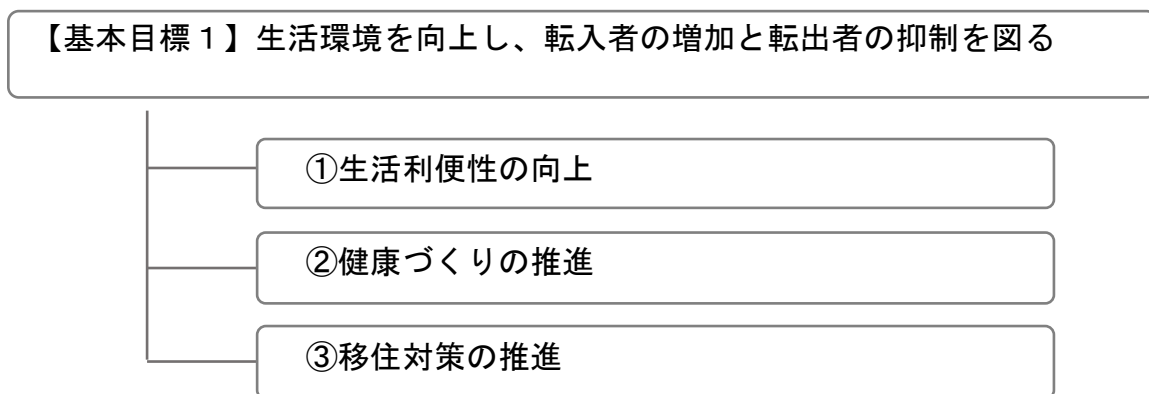 【基本目標１】生活環境を向上し、転入者の増加と転出者の抑制を図る
①生活利便性の向上
②健康づくりの推進
③移住対策の推進